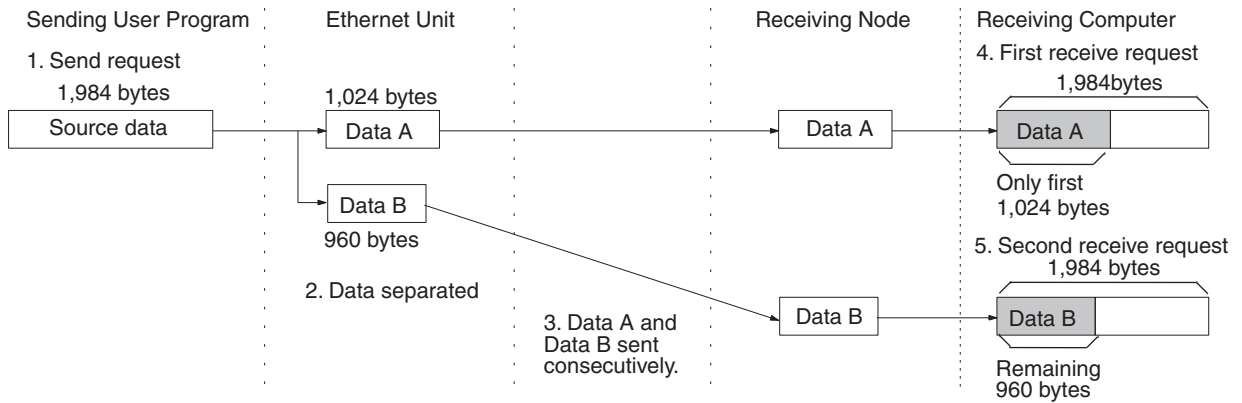 Sending User Program
Ethernet Unit
Receiving Node
Receiving Computer
1. Send request
1,984 bytes
Source data
1,024 bytes
Data A
Data B
960 bytes
2. Data separated
3. Data A and
Data B sent
consecutively.
Data A
Data B
4. First receive request
1,984bytes
Data A
Only first
1,024 bytes
5. Second receive request
1,984 bytes
Data B
Remaining
960 bytes